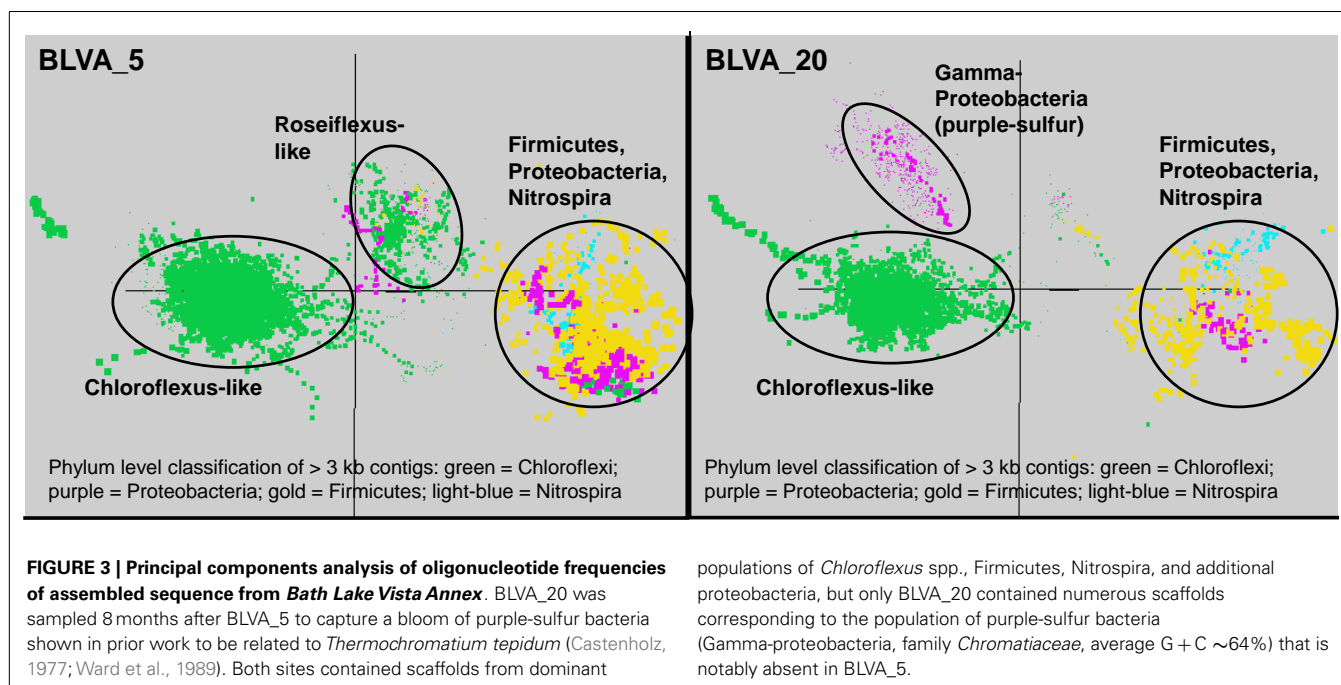 BLVA_5
Roseiflexus-
like
Firmicutes,
Proteobacteria,
Nitrospira
Chloroflexus-like
Phylum level classification of > 3 kb contigs: green = Chloroflexi;
purple = Proteobacteria; gold = Firmicutes; light-blue = Nitrospira
BLVA_20
Gamma-
Proteobacteria
(purple-sulfur)
Firmicutes,
Proteobacteria,
Nitrospira
Chloroflexus-like
Phylum level classification of > 3 kb contigs: green = Chloroflexi;
purple = Proteobacteria; gold = Firmicutes; light-blue = Nitrospira
FIGURE 3 | Principal components analysis of oligonucleotide frequencies
of assembled sequence from Bath Lake Vista Annex. BLVA_20 was
sampled 8 months after BLVA_5 to capture a bloom of purple-sulfur bacteria
shown in prior work to be related to Thermochromatium tepidum (Castenholz,
1977; Ward et al., 1989). Both sites contained scaffolds from dominant
populations of Chloroflexus spp., Firmicutes, Nitrospira, and additional
proteobacteria, but only BLVA_20 contained numerous scaffolds
corresponding to the population of purple-sulfur bacteria
(Gamma-proteobacteria, family Chromatiaceae, average G + C ∼64%) that is
notably absent in BLVA_5.